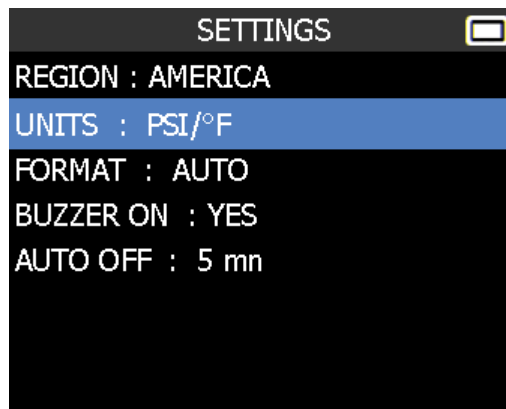 SETTINGS
REGION : AMERICA
UNITS : PSI/°F
FORMAT : AUTO
BUZZER ON : YES
AUTO OFF : 5 mn